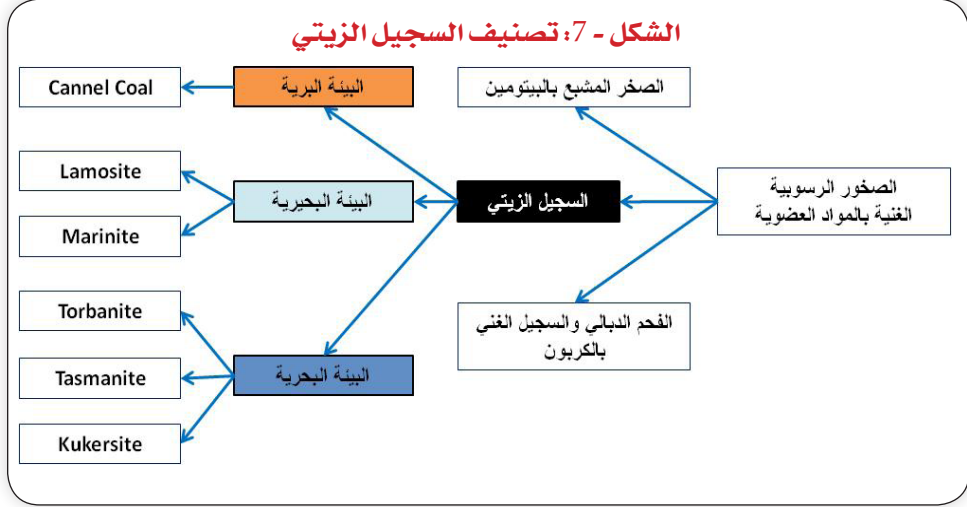 الشكل - 7: تصنيف السجيل الزيتي
الصخر المشبع بالبيتومين
البيئة البرية
Cannel Coal
الصخور الرسوبية
الغنية بالمواد العضوية
السجيل الزيتي
البيئة البحيرية
Lamosite
Marinite
الفحم الدبالي والسجيل الغني
بالكربون
البيئة البحرية
Torbanite
Tasmanite
Kukersite